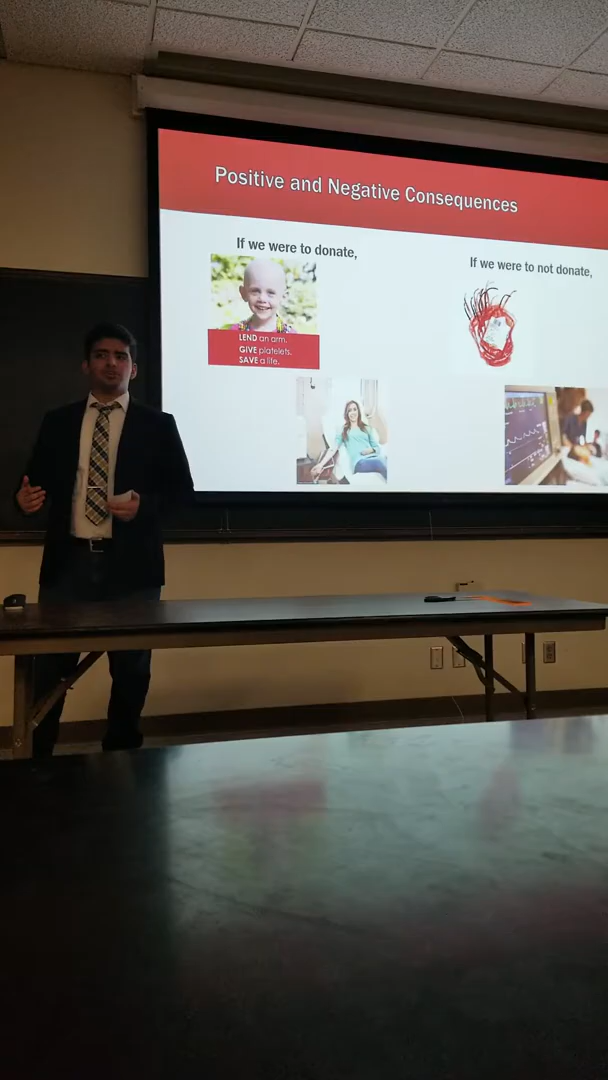 Positive and Negative Consequences
If we were to donate,
If we were to not donate,
LEND an arm.
GIVE platelets.
SAVE a life.